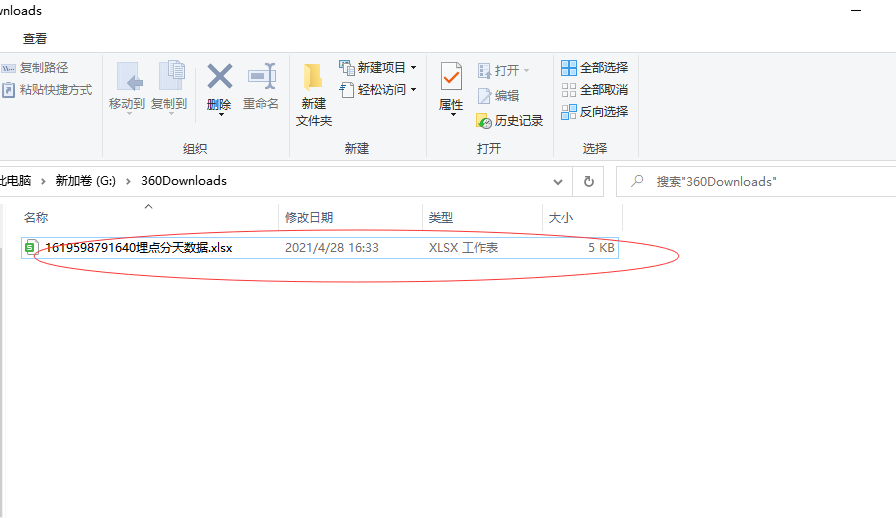 wnloads
查看
复制路径
粘贴快捷方式
移动到
复制到
删除
重命名
组织
新建
文件夹
新建项目
轻松访问
新建
属性
打开
编辑
历史记录
打开
全部选择
全部取消
反向选择
选择
此电脑 > 新加卷 (G:) > 360Downloads
搜索"360Downloads"
名称 修改日期 类型 大小
1619598791640埋点分天数据.xlsx 2021/4/28 16:33 XLSX 工作表 5 KB